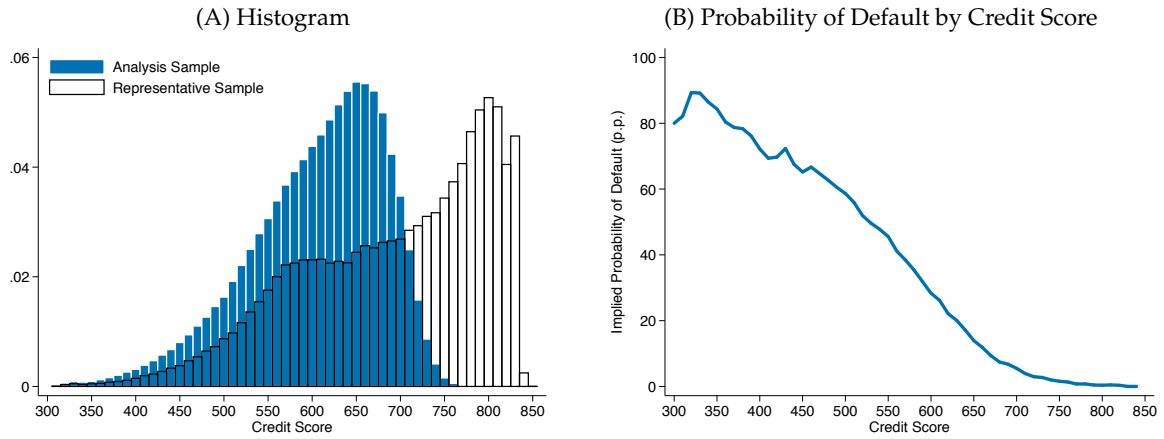 (A) Histogram
.06
.04
.02
0
Analysis Sample
Representative Sample
300 350 400 450 500 550 600 650 700 750 800 850
Credit Score
(B) Probability of Default by Credit Score
Implied Probability of Default (p.p.)
100
80
60
40
20
0
300 350 400 450 500 550 600 650 700 750 800 850
Credit Score